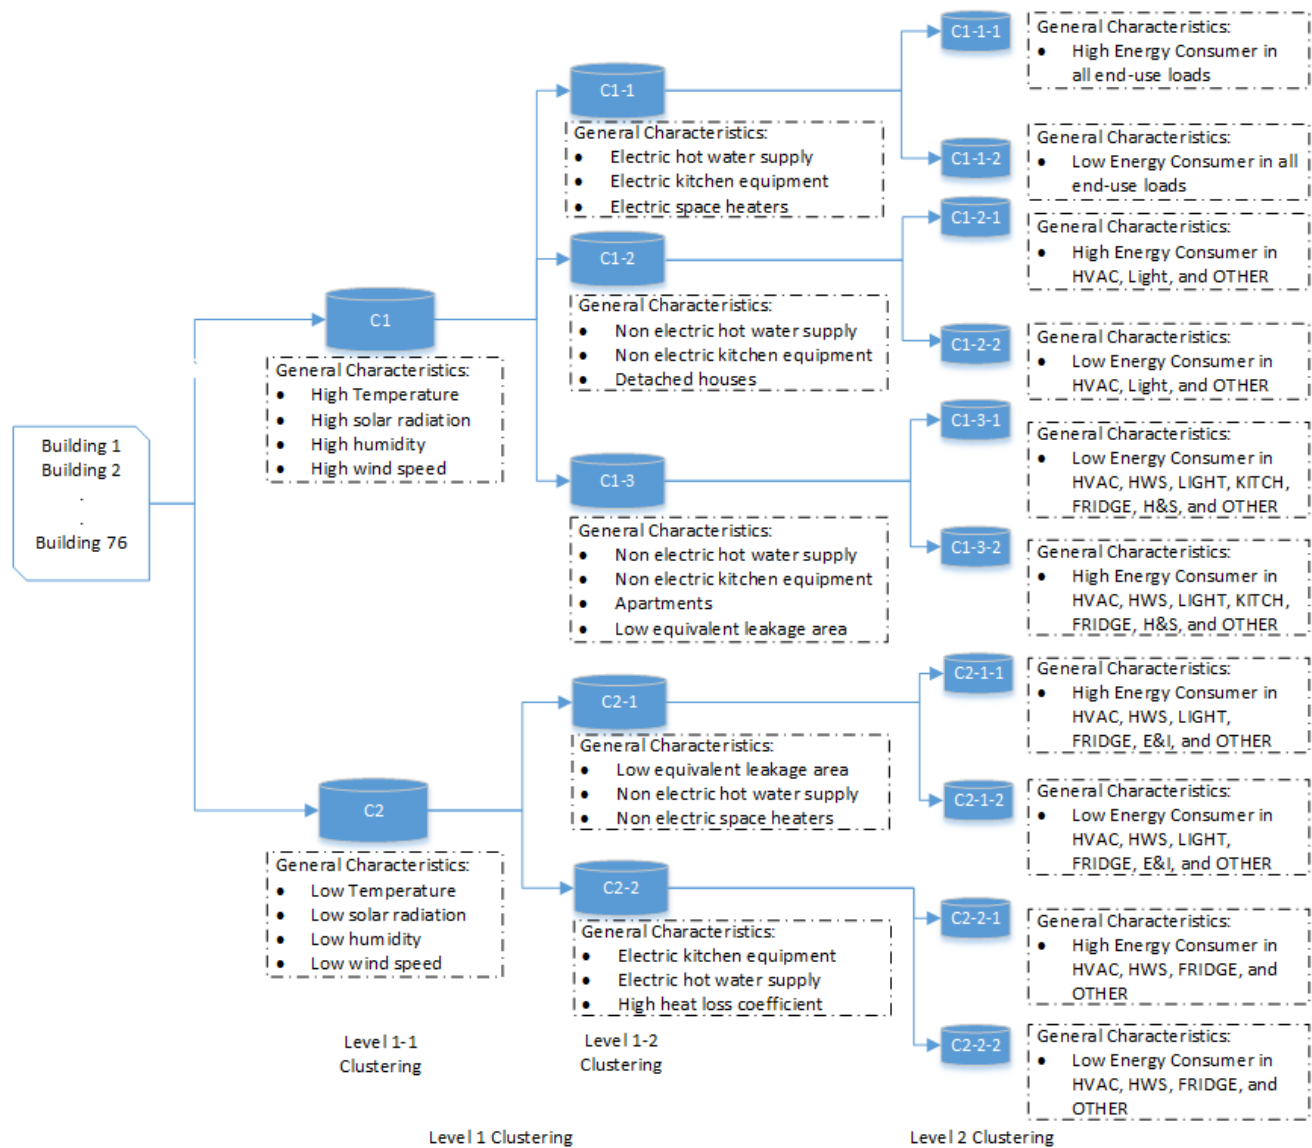 Building 1
Building 2
.
.
Building 76
C1
General Characteristics:
● High Temperature
● High solar radiation
● High humidity
● High wind speed
C2
General Characteristics:
● Low Temperature
● Low solar radiation
● Low humidity
● Low wind speed
Level 1-1
Clustering
C1-1
General Characteristics:
● Electric hot water supply
● Electric kitchen equipment
● Electric space heaters
C1-2
General Characteristics:
● Non electric hot water supply
● Non electric kitchen equipment
● Detached houses
C1-3
General Characteristics:
● Non electric hot water supply
● Non electric kitchen equipment
● Apartments
● Low equivalent leakage area
C2-1
General Characteristics:
● Low equivalent leakage area
● Non electric hot water supply
● Non electric space heaters
C2-2
General Characteristics:
● Electric kitchen equipment
● Electric hot water supply
● High heat loss coefficient
Level 1-2
Clustering
Level 1 Clustering
C1-1-1
General Characteristics:
● High Energy Consumer in
all end-use loads
C1-1-2
General Characteristics:
● Low Energy Consumer in all
end-use loads
C1-2-1
General Characteristics:
● High Energy Consumer in
HVAC, Light, and OTHER
C1-2-2
General Characteristics:
● Low Energy Consumer in
HVAC, Light, and OTHER
C1-3-1
General Characteristics:
● Low Energy Consumer in
HVAC, HWS, LIGHT, KITCH,
FRIDGE, H&S, and OTHER
C1-3-2
General Characteristics:
● High Energy Consumer in
HVAC, HWS, LIGHT, KITCH,
FRIDGE, H&S, and OTHER
C2-1-1
General Characteristics:
● High Energy Consumer in
HVAC, HWS, LIGHT,
FRIDGE, E&I, and OTHER
C2-1-2
General Characteristics:
● Low Energy Consumer in
HVAC, HWS, LIGHT,
FRIDGE, E&I, and OTHER
C2-2-1
General Characteristics:
● High Energy Consumer in
HVAC, HWS, FRIDGE, and
OTHER
C2-2-2
General Characteristics:
● Low Energy Consumer in
HVAC, HWS, FRIDGE, and
OTHER
Level 2 Clustering